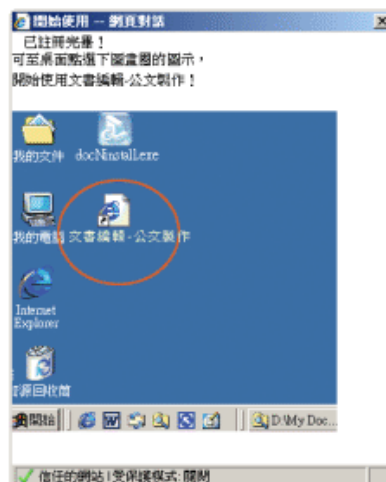 開始使用 -- 網頁對話
已註冊完畢！
可至桌面點選下圖畫圈的圖示，
開始使用文書編輯-公文製作！
我的文件
docNinstall.exe
我的電腦
文書編輯-公文製作
Internet
Explorer
資源回收筒
開始
D:\My Doc...
信任的網站 | 受保護模式: 關閉